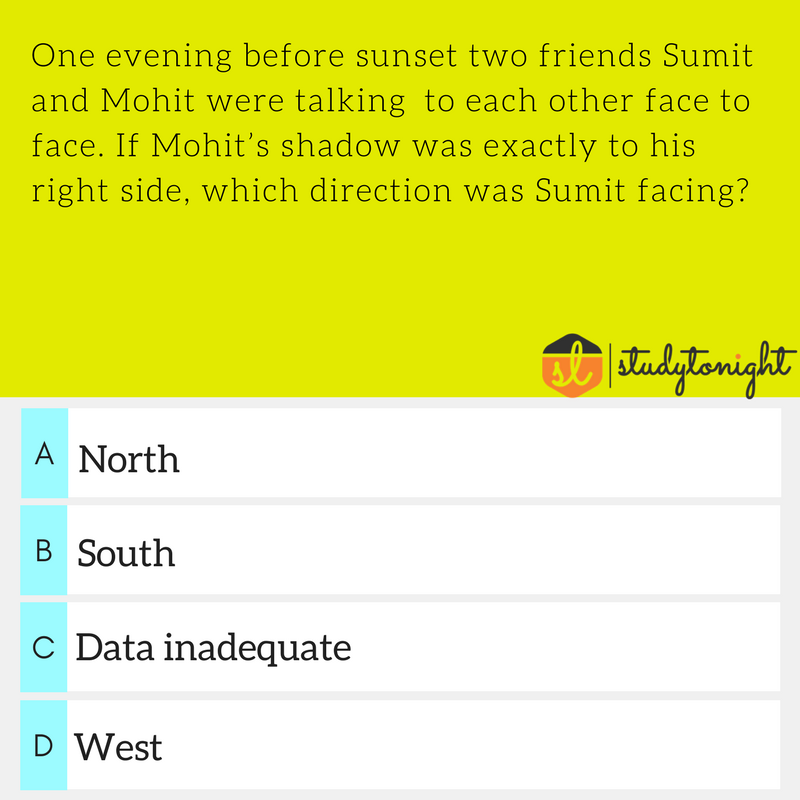 One evening before sunset two friends Sumit
and Mohit were talking  to each other face to
face. If Mohit’s shadow was exactly to his
right side, which direction was Sumit facing?
sl studytonight
A North
B South
C Data inadequate
D West